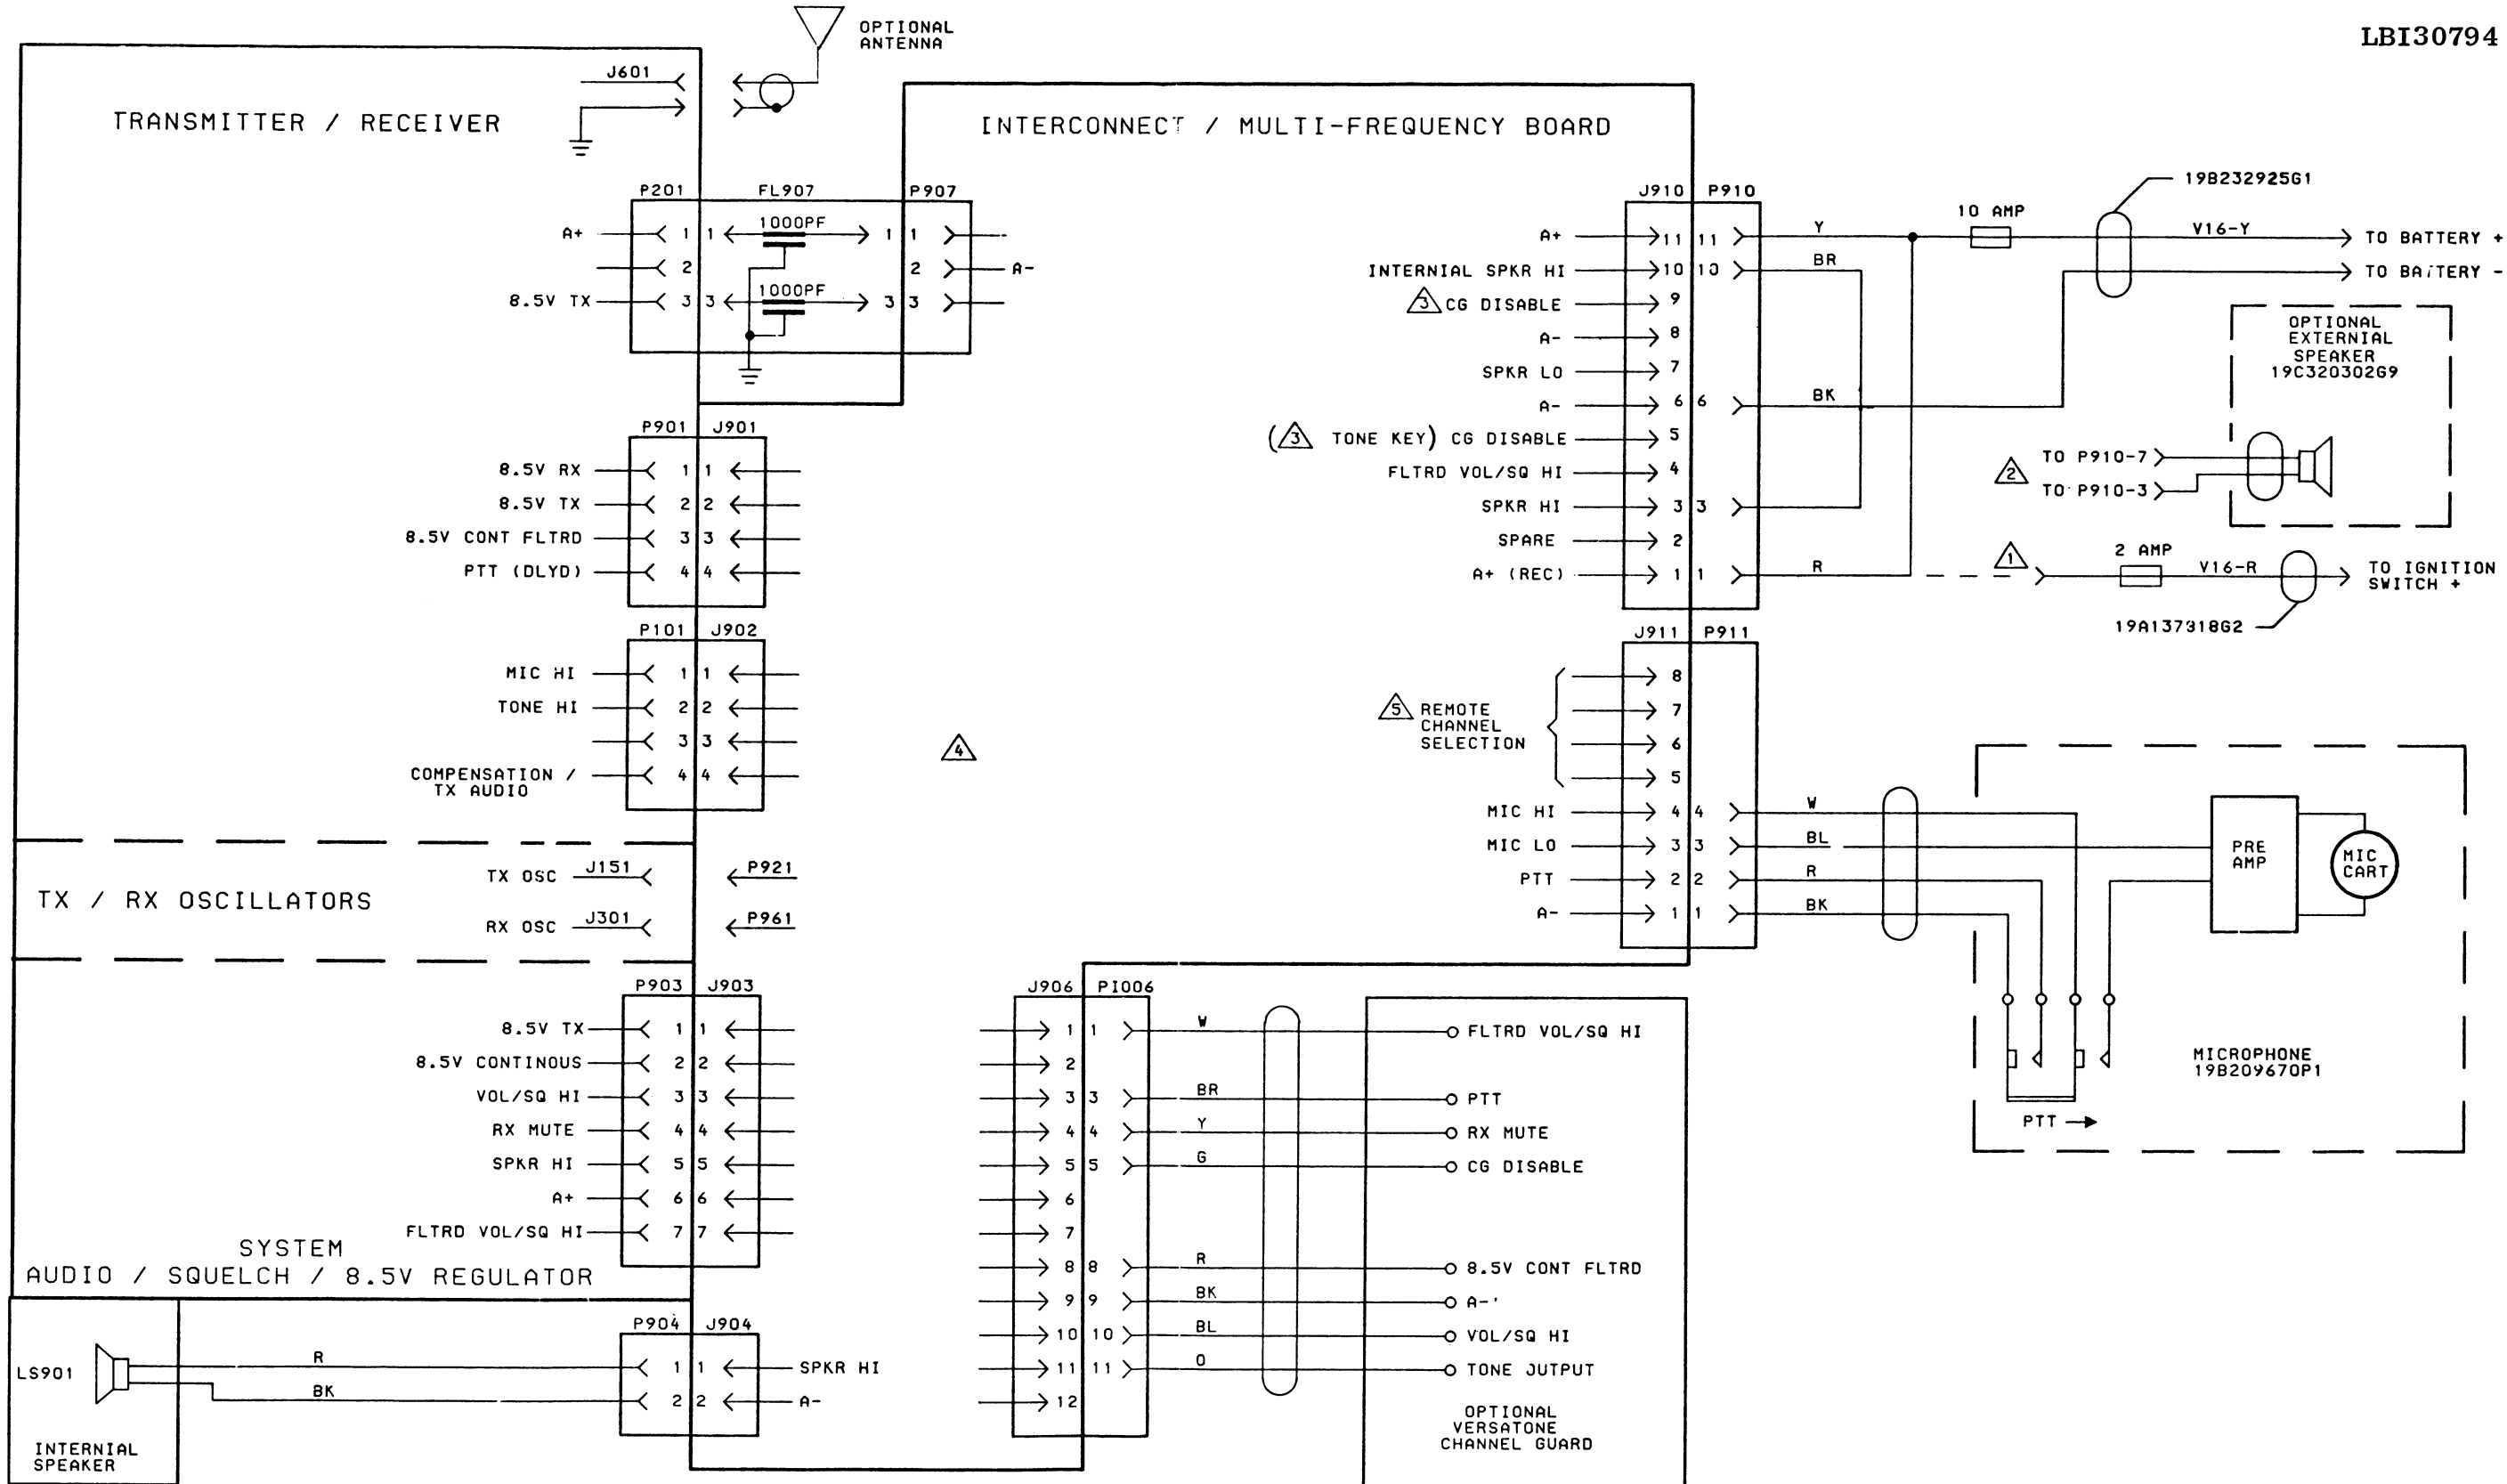 LBI30794
OPTIONAL
ANTENNA
J601
TRANSMITTER / RECEIVER
INTERCONNECT / MULTI-FREQUENCY BOARD
P201 FL907 P907
A+ 1 1 1000PF 1 1
2 2 A-
8.5V TX 3 3 1000PF 3 3
P901 J901
8.5V RX 1 1
8.5V TX 2 2
8.5V CONT FLTRD 3 3
PTT (DLYD) 4 4
P101 J902
MIC HI 1 1
TONE HI 2 2
3 3
COMPENSATION / 4 4
TX AUDIO
4
TX / RX OSCILLATORS
TX OSC J151 P921
RX OSC J301 P961
P903 J903
8.5V TX 1 1
8.5V CONTINOUS 2 2
VOL/SQ HI 3 3
RX MUTE 4 4
SPKR HI 5 5
A+ 6 6
FLTRD VOL/SQ HI 7 7
SYSTEM
AUDIO / SQUELCH / 8.5V REGULATOR
P904 J904
LS901 R 1 1 SPKR HI
BK 2 2 A-
INTERNIAL
SPEAKER
J910 P910
A+ 11 11 Y 10 AMP V16-Y TO BATTERY +
19B232925G1
INTERNIAL SPKR HI 10 10 BR TO BATTERY -
3 CG DISABLE 9
A- 8
SPKR LO 7
A- 6 6 BK
(3 TONE KEY) CG DISABLE 5
FLTRD VOL/SQ HI 4
SPKR HI 3 3
SPARE 2
A+ (REC) 1 1 R
OPTIONAL
EXTERNIAL
SPEAKER
19C320302G9
2 TO P910-7
TO P910-3
1 2 AMP V16-R TO IGNITION
SWITCH +
19A137318G2
J911 P911
5 REMOTE
CHANNEL
SELECTION
8
7
6
5
MIC HI 4 4 W
MIC LO 3 3 BL
PTT 2 2 R
A- 1 1 BK
PRE
AMP
MIC
CART
MICROPHONE
19B209670P1
PTT
J906 PI006
1 1 W FLTRD VOL/SQ HI
2
3 3 BR PTT
4 4 Y RX MUTE
5 5 G CG DISABLE
6
7
8 8 R 8.5V CONT FLTRD
9 9 BK A-'
10 10 BL VOL/SQ HI
11 11 O TONE JUTPUT
12
OPTIONAL
VERSATONE
CHANNEL GUARD